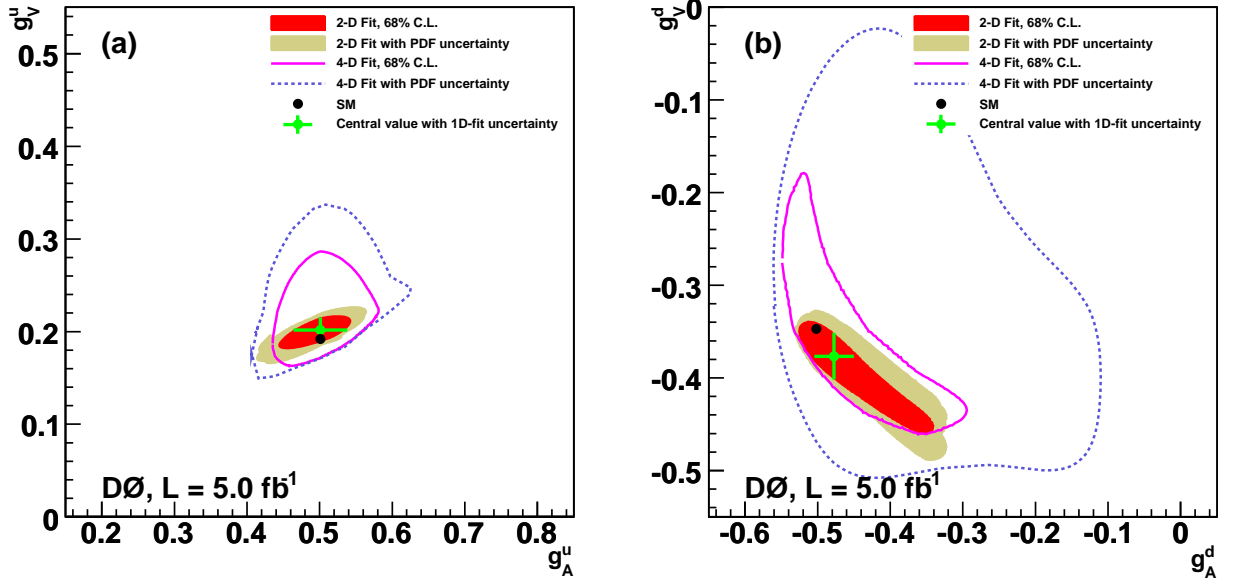 g_V^u
(a)
2-D Fit, 68% C.L.
2-D Fit with PDF uncertainty
4-D Fit, 68% C.L.
4-D Fit with PDF uncertainty
SM
Central value with 1D-fit uncertainty
0.5
0.4
0.3
0.2
0.1
0
DØ, L = 5.0 fb^-1
0.2 0.3 0.4 0.5 0.6 0.7 0.8
g_A^u
g_V^d
(b)
2-D Fit, 68% C.L.
2-D Fit with PDF uncertainty
4-D Fit, 68% C.L.
4-D Fit with PDF uncertainty
SM
Central value with 1D-fit uncertainty
-0
-0.1
-0.2
-0.3
-0.4
-0.5
DØ, L = 5.0 fb^-1
-0.6 -0.5 -0.4 -0.3 -0.2 -0.1 0
g_A^d